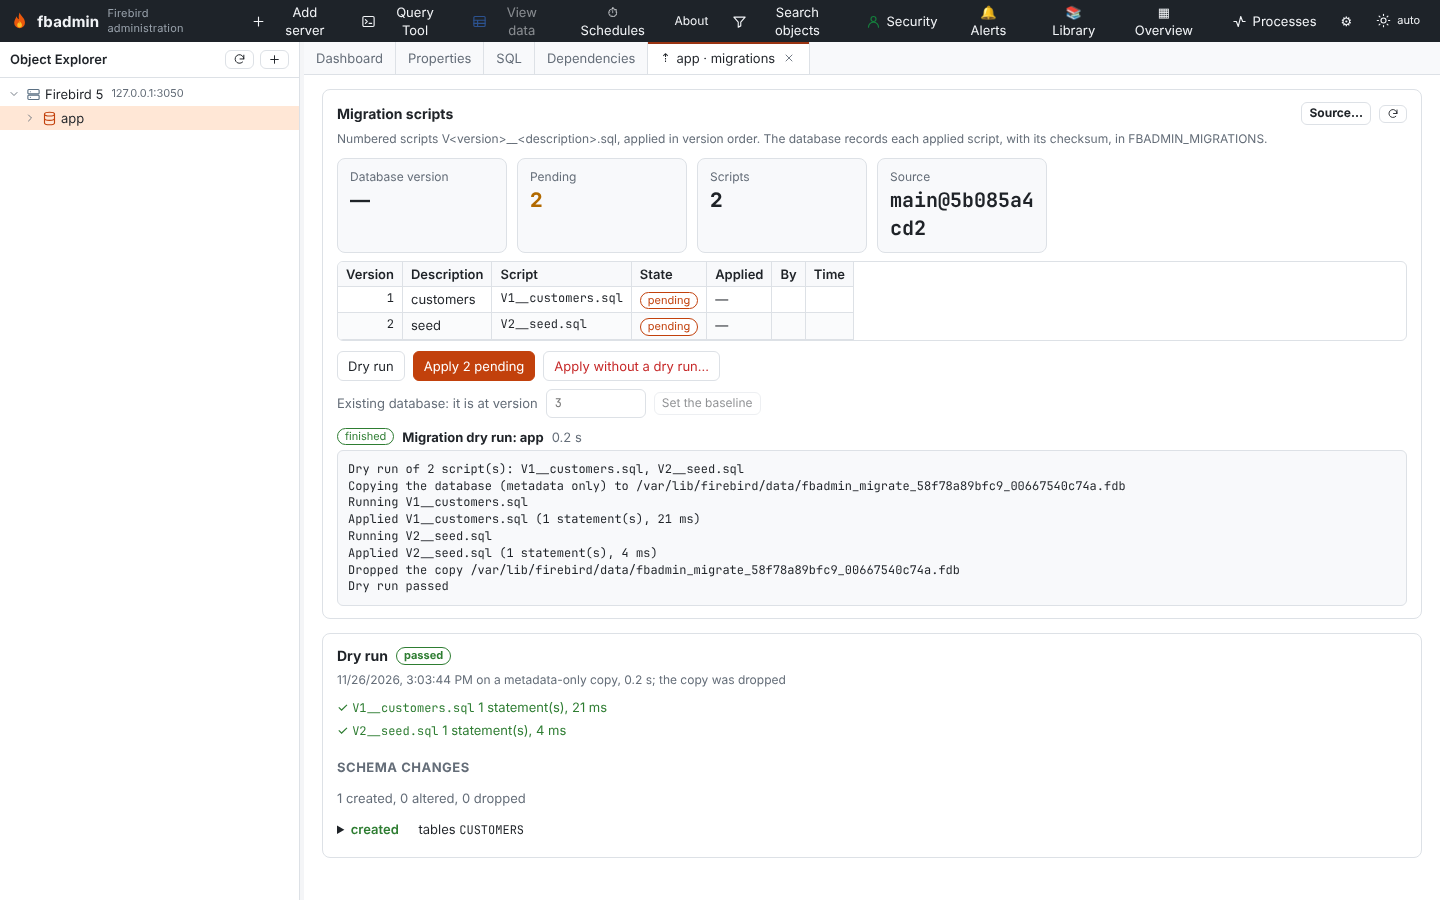 fbadmin
Firebird administration
Add server
Query Tool
View data
Schedules
About
Search objects
Security
Alerts
Library
Overview
Processes
auto
Object Explorer
Firebird 5 127.0.0.1:3050
app
Dashboard
Properties
SQL
Dependencies
app · migrations
Migration scripts
Source...
Numbered scripts V<version>__<description>.sql, applied in version order. The database records each applied script, with its checksum, in FBADMIN_MIGRATIONS.
Database version
—
Pending
2
Scripts
2
Source
main@5b085a4
cd2
Version Description Script State Applied By Time
1 customers V1__customers.sql pending —
2 seed V2__seed.sql pending —
Dry run
Apply 2 pending
Apply without a dry run...
Existing database: it is at version 3 Set the baseline
finished Migration dry run: app 0.2 s
Dry run of 2 script(s): V1__customers.sql, V2__seed.sql
Copying the database (metadata only) to /var/lib/firebird/data/fbadmin_migrate_58f78a89bfc9_00667540c74a.fdb
Running V1__customers.sql
Applied V1__customers.sql (1 statement(s), 21 ms)
Running V2__seed.sql
Applied V2__seed.sql (1 statement(s), 4 ms)
Dropped the copy /var/lib/firebird/data/fbadmin_migrate_58f78a89bfc9_00667540c74a.fdb
Dry run passed
Dry run passed
11/26/2026, 3:03:44 PM on a metadata-only copy, 0.2 s; the copy was dropped
✓ V1__customers.sql 1 statement(s), 21 ms
✓ V2__seed.sql 1 statement(s), 4 ms
SCHEMA CHANGES
1 created, 0 altered, 0 dropped
created tables CUSTOMERS